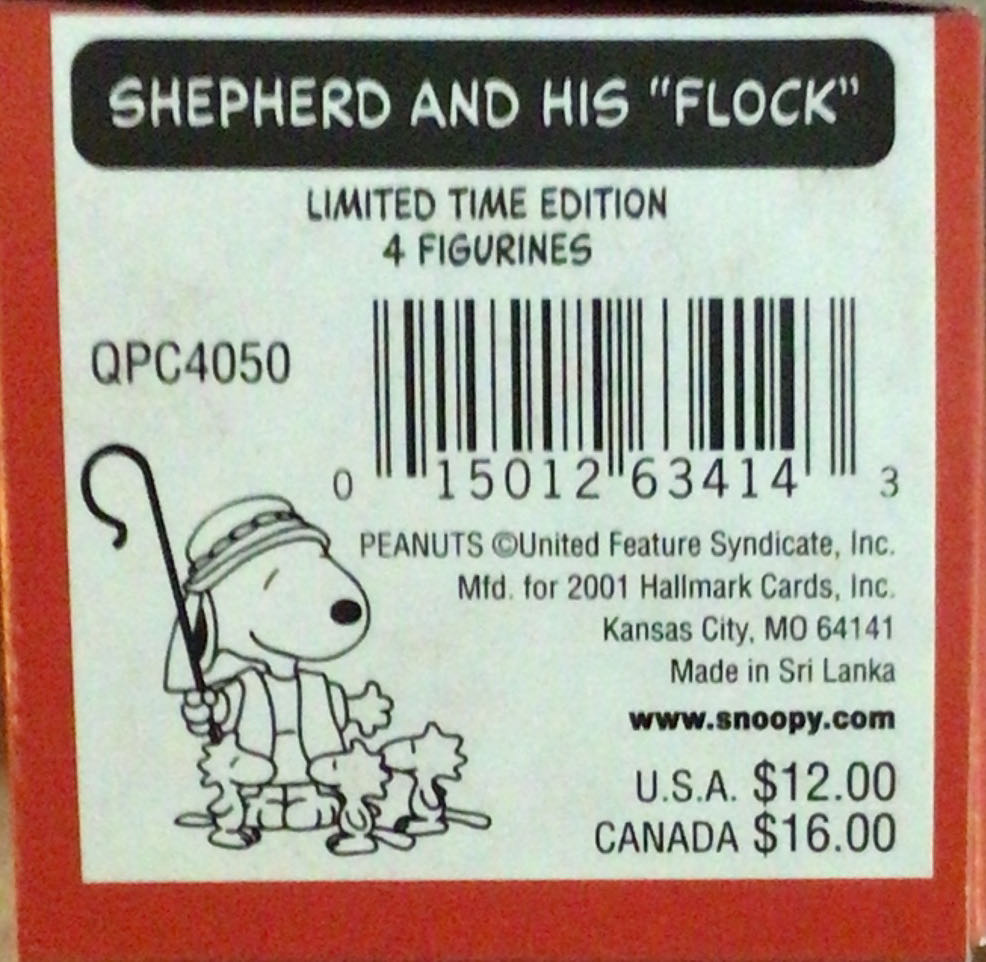 SHEPHERD AND HIS "FLOCK"
LIMITED TIME EDITION
4 FIGURINES
QPC4050
0 15012 63414 3
PEANUTS ©United Feature Syndicate, Inc.
Mfd. for 2001 Hallmark Cards, Inc.
Kansas City, MO 64141
Made in Sri Lanka
www.snoopy.com
U.S.A. $12.00
CANADA $16.00